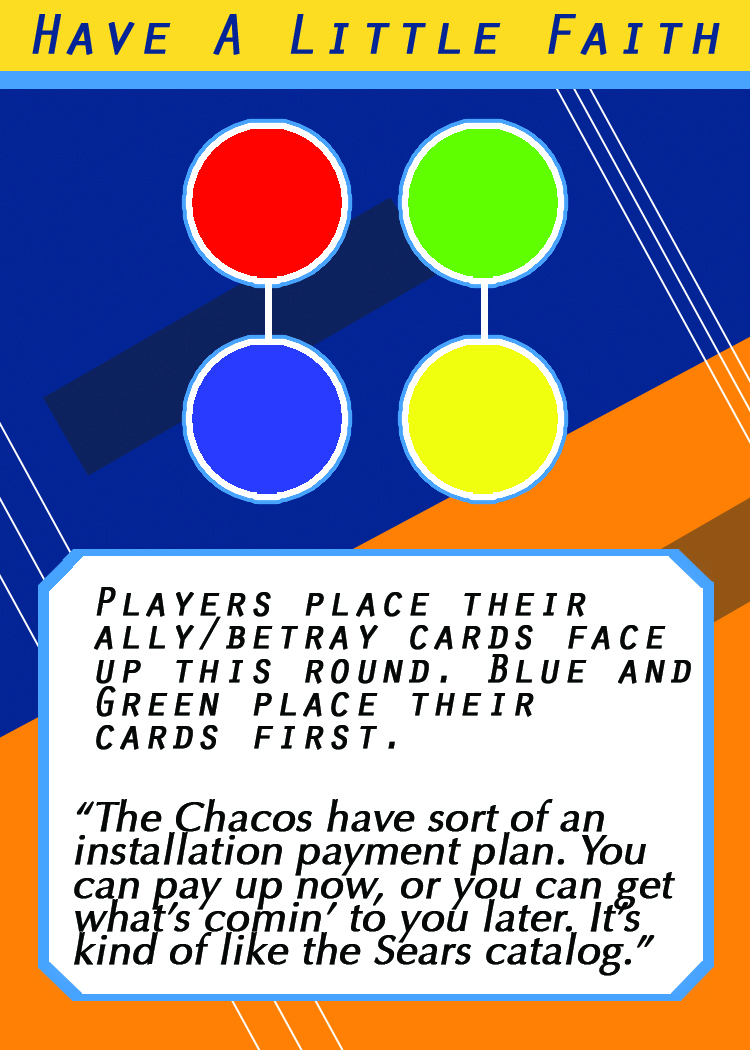 Have A Little Faith
Players place their
ally/betray cards face
up this round. Blue and
Green place their
cards first.
“The Chacos have sort of an
installation payment plan. You
can pay up now, or you can get
what’s comin’ to you later. It’s
kind of like the Sears catalog.”